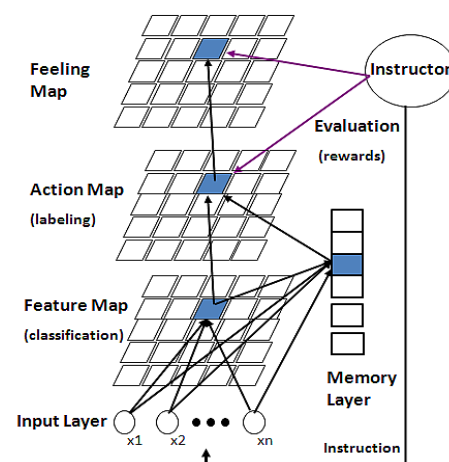 Feeling
Map
Instructor
Evaluation
(rewards)
Action Map
(labeling)
Feature Map
(classification)
Memory
Layer
Input Layer
x1 x2 xn
Instruction